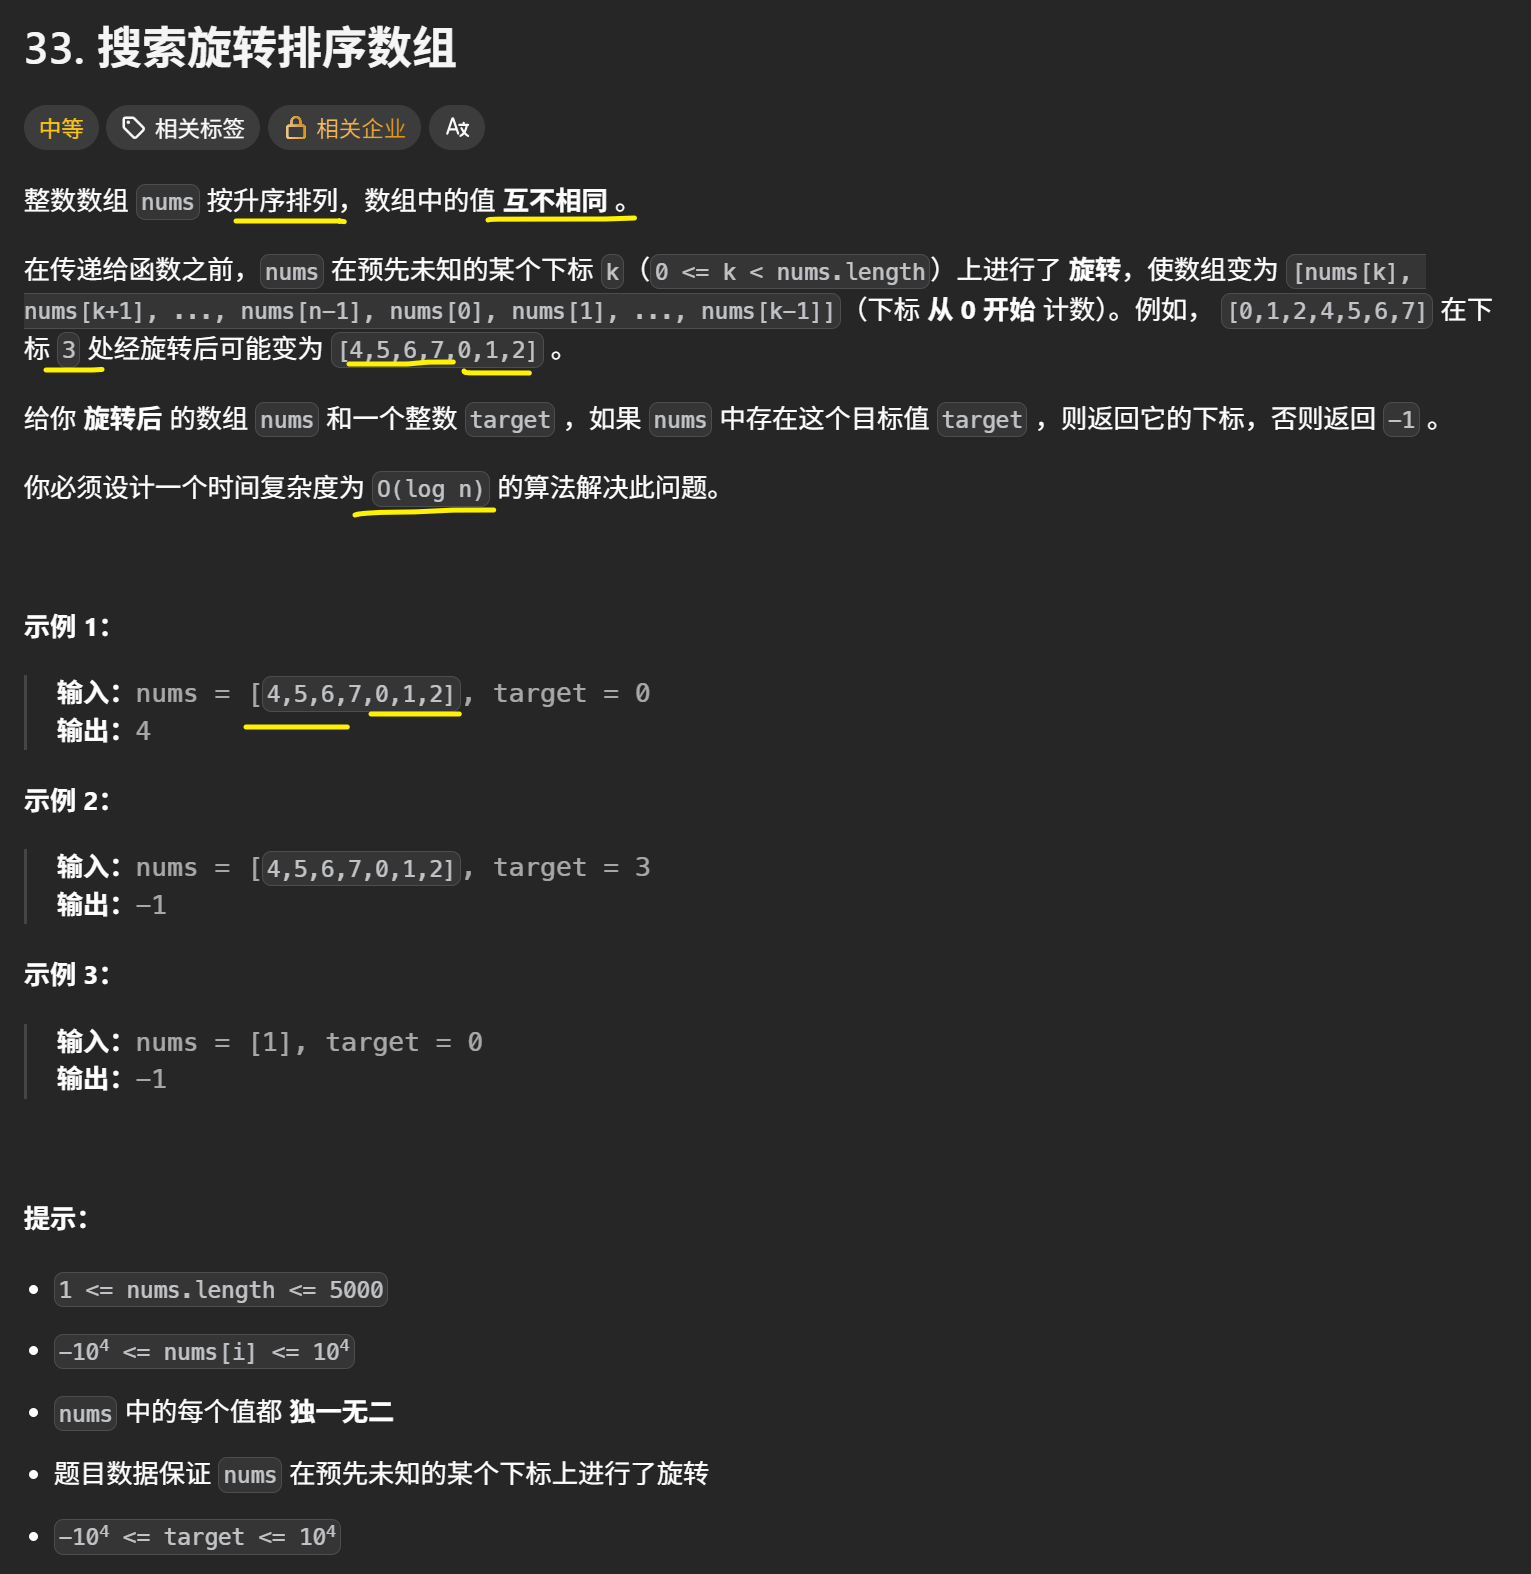 33. 搜索旋转排序数组
中等 相关标签 相关企业 A文
整数数组 nums 按升序排列，数组中的值 互不相同 。
在传递给函数之前，nums 在预先未知的某个下标 k（0 <= k < nums.length）上进行了 旋转，使数组变为 [nums[k],
nums[k+1], ..., nums[n-1], nums[0], nums[1], ..., nums[k-1]]（下标 从 0 开始 计数）。例如， [0,1,2,4,5,6,7] 在下
标 3 处经旋转后可能变为 [4,5,6,7,0,1,2] 。
给你 旋转后 的数组 nums 和一个整数 target ，如果 nums 中存在这个目标值 target ，则返回它的下标，否则返回 -1 。
你必须设计一个时间复杂度为 O(log n) 的算法解决此问题。
示例 1：
输入：nums = [4,5,6,7,0,1,2], target = 0
输出：4
示例 2：
输入：nums = [4,5,6,7,0,1,2], target = 3
输出：-1
示例 3：
输入：nums = [1], target = 0
输出：-1
提示：
• 1 <= nums.length <= 5000
• -10⁴ <= nums[i] <= 10⁴
• nums 中的每个值都 独一无二
• 题目数据保证 nums 在预先未知的某个下标上进行了旋转
• -10⁴ <= target <= 10⁴